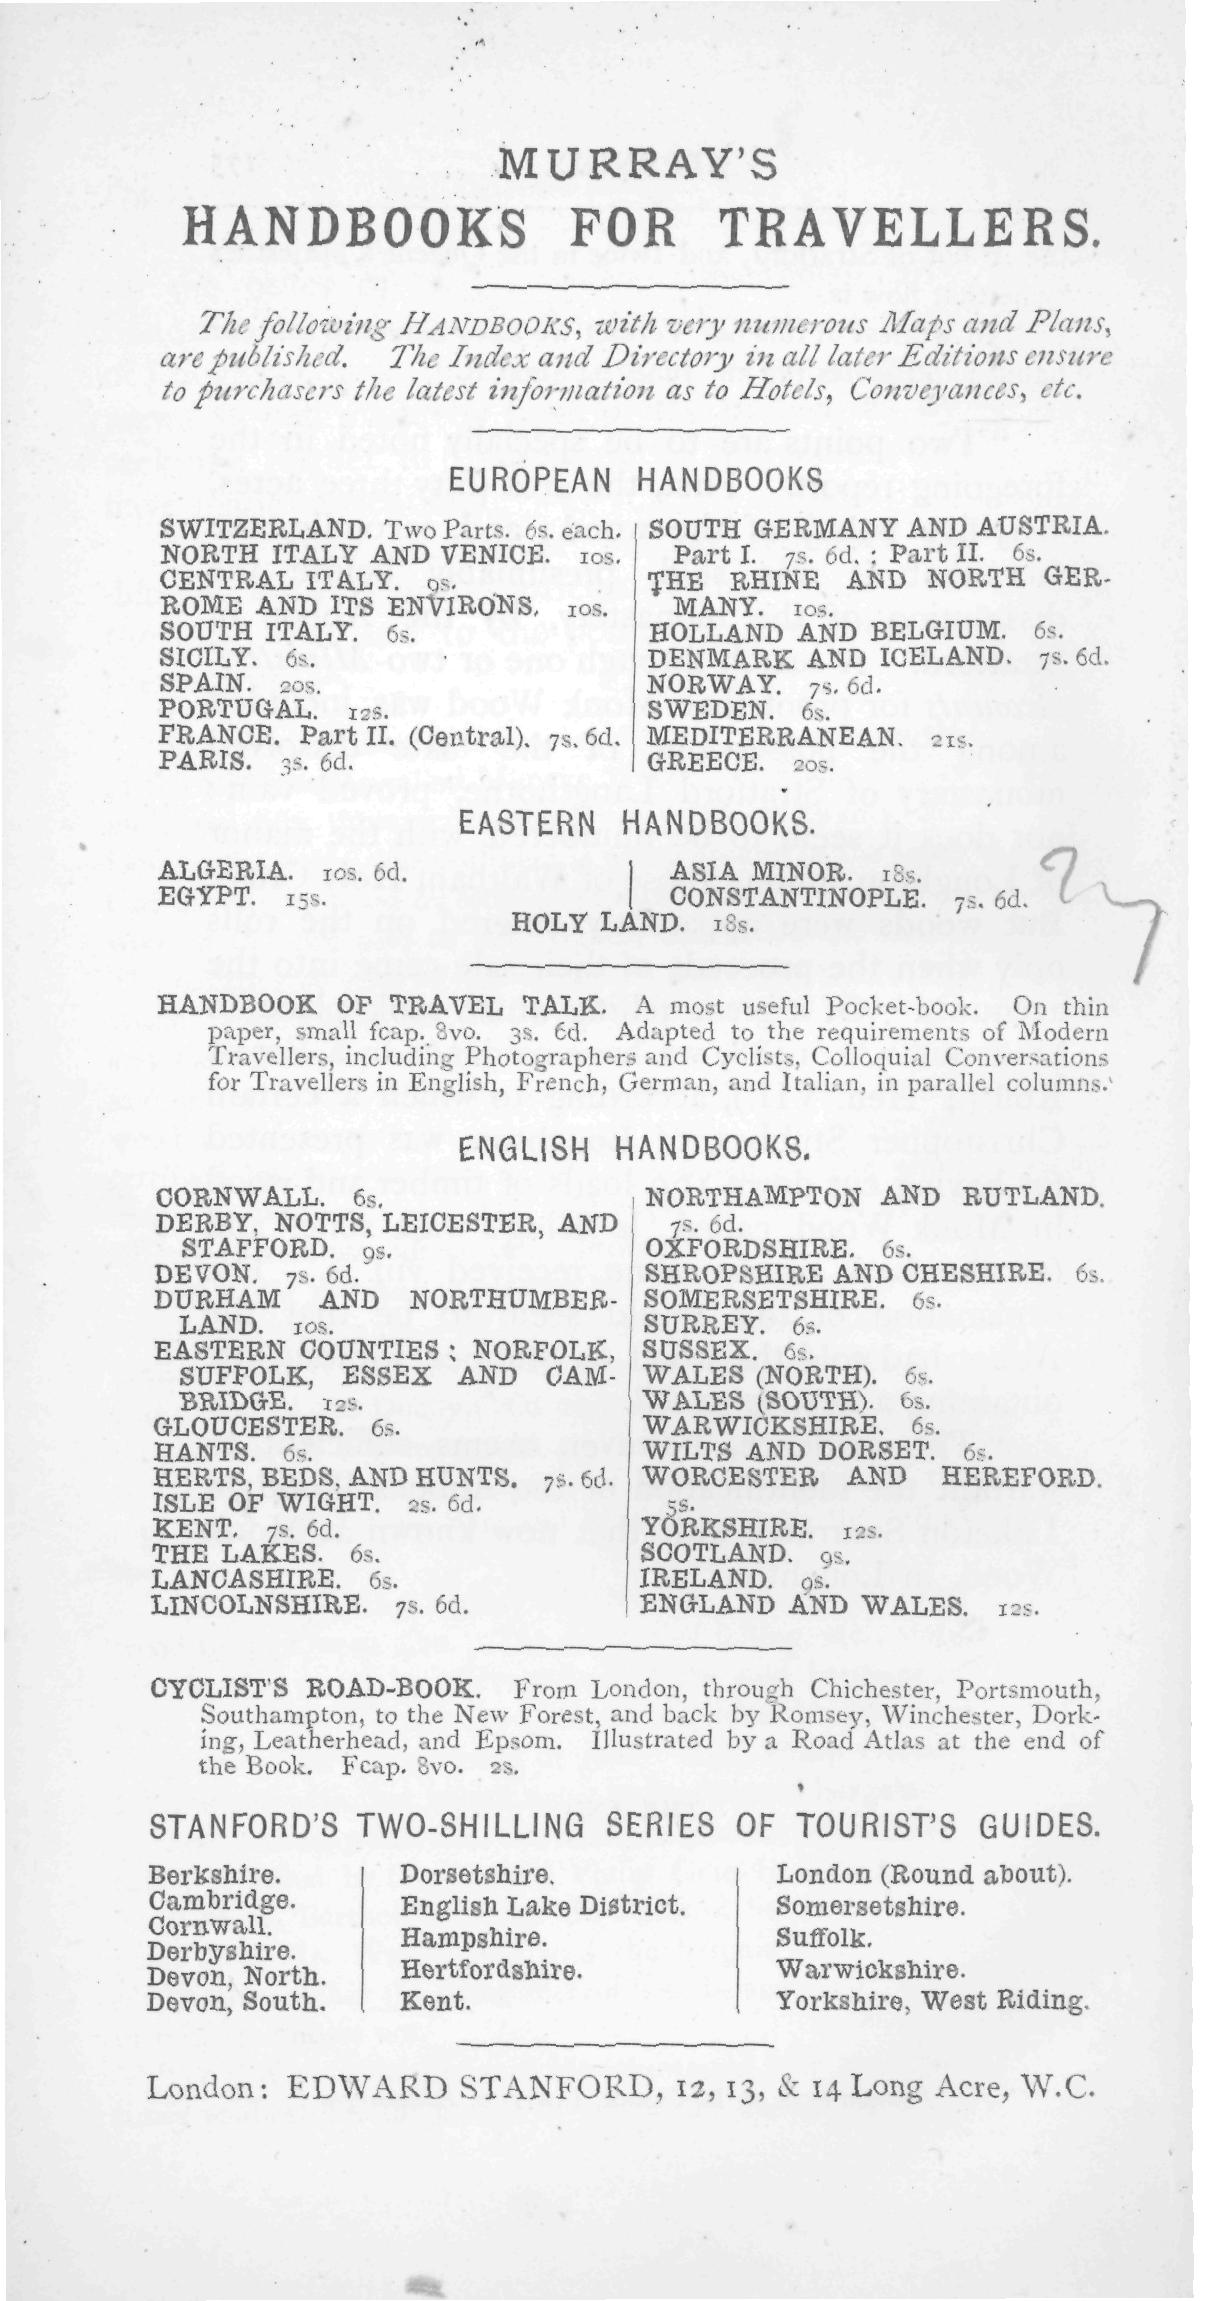 MURRAY'S
HANDBOOKS FOR TRAVELLERS.
The following HANDBOOKS, with very numerous Maps and Plans,
are published. The Index and Directory in all later Editions ensure
to purchasers the latest information as to Hotels, Conveyances, etc.
EUROPEAN HANDBOOKS
SWITZERLAND. Two Parts. 6s. each.
NORTH ITALY AND VENICE. 10s.
CENTRAL ITALY. 9s.
ROME AND ITS ENVIRONS. 10s.
SOUTH ITALY. 6s.
SICILY. 6s.
SPAIN. 20s.
PORTUGAL. 12s.
FRANCE. Part II. (Central). 7s. 6d.
PARIS. 3s. 6d.
SOUTH GERMANY AND AUSTRIA.
Part I. 7s. 6d. ; Part II. 6s.
THE RHINE AND NORTH GER-
MANY. 10s.
HOLLAND AND BELGIUM. 6s.
DENMARK AND ICELAND. 7s. 6d.
NORWAY. 7s. 6d.
SWEDEN. 6s.
MEDITERRANEAN. 21s.
GREECE. 20s.
EASTERN HANDBOOKS.
ALGERIA. 10s. 6d.
EGYPT. 15s.
ASIA MINOR. 18s.
CONSTANTINOPLE. 7s. 6d.
HOLY LAND. 18s.
HANDBOOK OF TRAVEL TALK. A most useful Pocket-book. On thin
paper, small fcap. 8vo. 3s. 6d. Adapted to the requirements of Modern
Travellers, including Photographers and Cyclists, Colloquial Conversations
for Travellers in English, French, German, and Italian, in parallel columns.
ENGLISH HANDBOOKS.
CORNWALL. 6s.
DERBY, NOTTS, LEICESTER, AND
STAFFORD. 9s.
DEVON. 7s. 6d.
DURHAM AND NORTHUMBER-
LAND. 10s.
EASTERN COUNTIES : NORFOLK,
SUFFOLK, ESSEX AND CAM-
BRIDGE. 12s.
GLOUCESTER. 6s.
HANTS. 6s.
HERTS, BEDS, AND HUNTS. 7s. 6d.
ISLE OF WIGHT. 2s. 6d.
KENT. 7s. 6d.
THE LAKES. 6s.
LANCASHIRE. 6s.
LINCOLNSHIRE. 7s. 6d.
NORTHAMPTON AND RUTLAND.
7s. 6d.
OXFORDSHIRE. 6s.
SHROPSHIRE AND CHESHIRE. 6s.
SOMERSETSHIRE. 6s.
SURREY. 6s.
SUSSEX. 6s.
WALES (NORTH). 6s.
WALES (SOUTH). 6s.
WARWICKSHIRE. 6s.
WILTS AND DORSET. 6s.
WORCESTER AND HEREFORD.
5s.
YORKSHIRE. 12s.
SCOTLAND. 9s.
IRELAND. 9s.
ENGLAND AND WALES. 12s.
CYCLIST'S ROAD-BOOK. From London, through Chichester, Portsmouth,
Southampton, to the New Forest, and back by Romsey, Winchester, Dork-
ing, Leatherhead, and Epsom. Illustrated by a Road Atlas at the end of
the Book. Fcap. 8vo. 2s.
STANFORD'S TWO-SHILLING SERIES OF TOURIST'S GUIDES.
Berkshire.
Cambridge.
Cornwall.
Derbyshire.
Devon, North.
Devon, South.
Dorsetshire.
English Lake District.
Hampshire.
Hertfordshire.
Kent.
London (Round about).
Somersetshire.
Suffolk.
Warwickshire.
Yorkshire, West Riding.
London: EDWARD STANFORD, 12, 13, & 14 Long Acre, W.C.